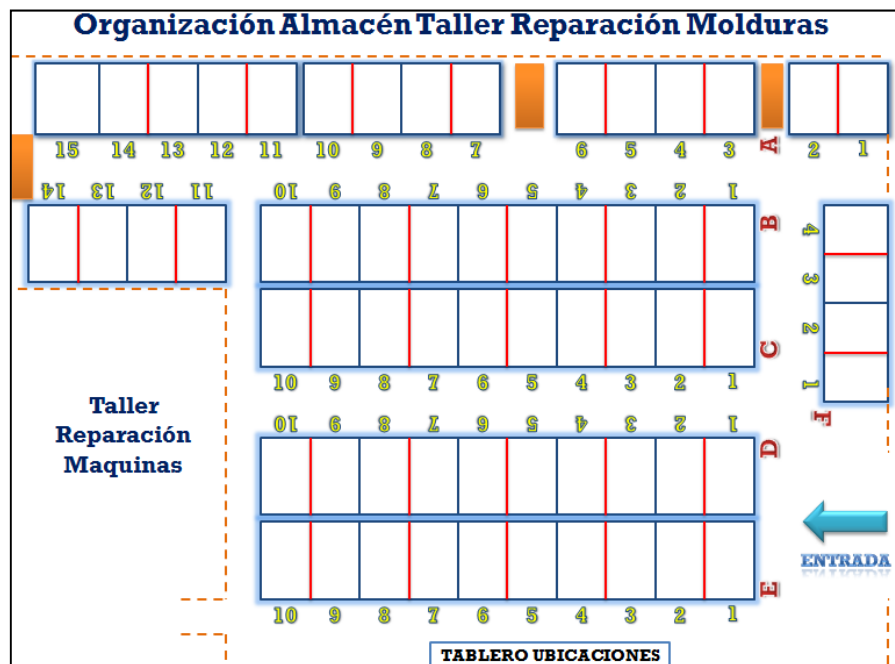 Organización Almacén Taller Reparación Molduras
15 14 13 12 11 10 9 8 7 6 5 4 3 A 2 1
14 13 12 11 10 9 8 7 6 5 4 3 2 1
B
4
3
2
1
F
C
10 9 8 7 6 5 4 3 2 1
Taller
Reparación
Maquinas
10 9 8 7 6 5 4 3 2 1
D
ENTRADA
E
10 9 8 7 6 5 4 3 2 1
TABLERO UBICACIONES